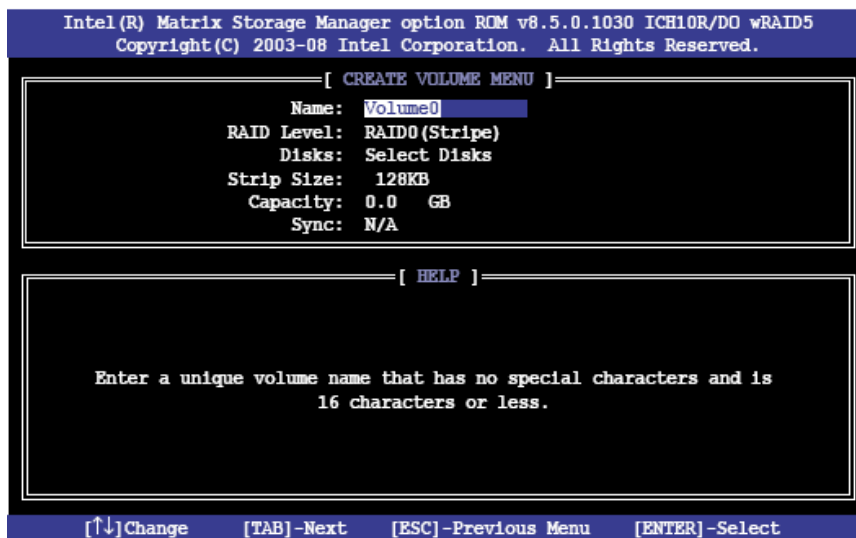 Intel(R) Matrix Storage Manager option ROM v8.5.0.1030 ICH10R/DO wRAID5
Copyright(C) 2003-08 Intel Corporation. All Rights Reserved.
[ CREATE VOLUME MENU ]
Name: Volume0
RAID Level: RAID0(Stripe)
Disks: Select Disks
Strip Size: 128KB
Capacity: 0.0 GB
Sync: N/A
[ HELP ]
Enter a unique volume name that has no special characters and is
16 characters or less.
[↑↓]Change [TAB]-Next [ESC]-Previous Menu [ENTER]-Select